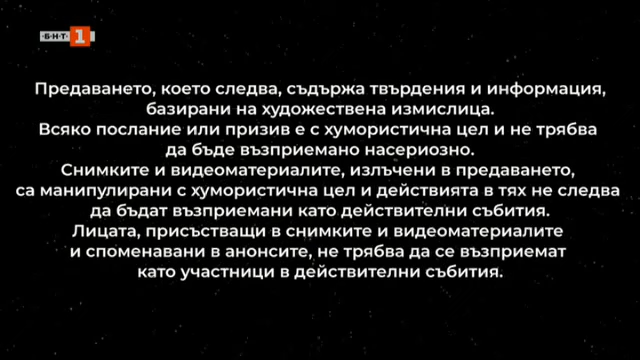 БНТ 1
Предаването, което следва, съдържа твърдения и информация,
базирани на художествена измислица.
Всяко послание или призив е с хумористична цел и не трябва
да бъде възприемано насериозно.
Снимките и видеоматериалите, излъчени в предаването,
са манипулирани с хумористична цел и действията в тях не следва
да бъдат възприемани като действителни събития.
Лицата, присъстващи в снимките и видеоматериалите
и споменавани в анонсите, не трябва да се възприемат
като участници в действителни събития.